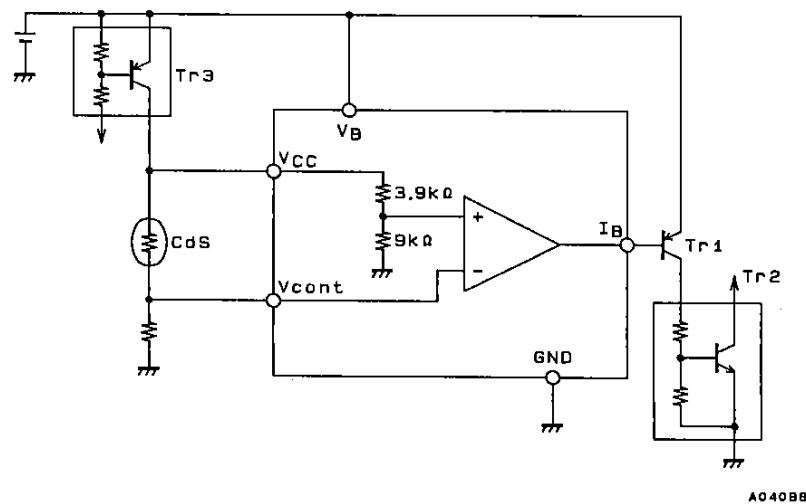 Tr3
VB
VCC
3.9kΩ
CdS
9kΩ
+
IB
Tr1
−
Vcont
Tr2
GND
A04088